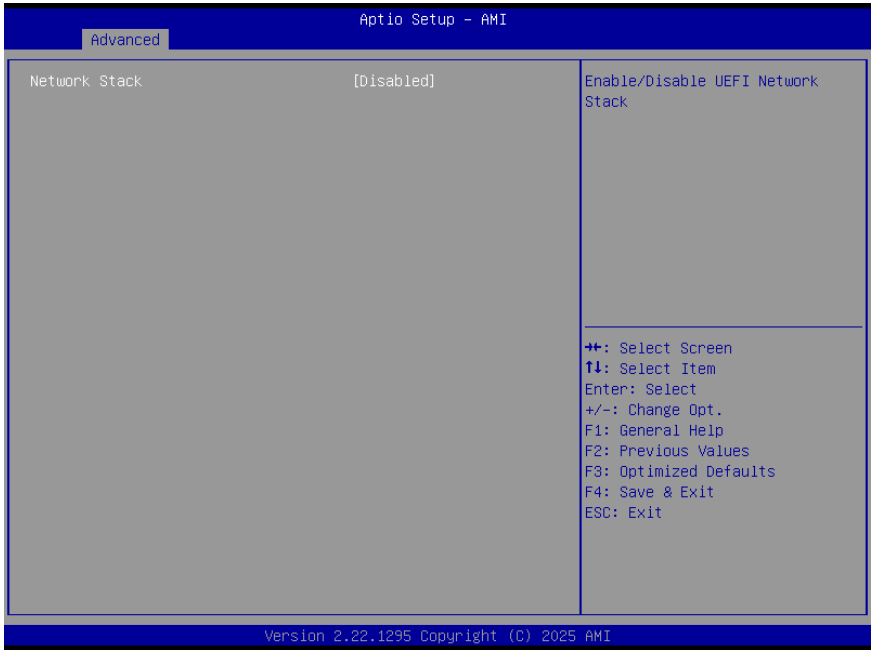 Aptio Setup - AMI
Advanced
Network Stack [Disabled]
Enable/Disable UEFI Network
Stack
→←: Select Screen
↑↓: Select Item
Enter: Select
+/-: Change Opt.
F1: General Help
F2: Previous Values
F3: Optimized Defaults
F4: Save & Exit
ESC: Exit
Version 2.22.1295 Copyright (C) 2025 AMI